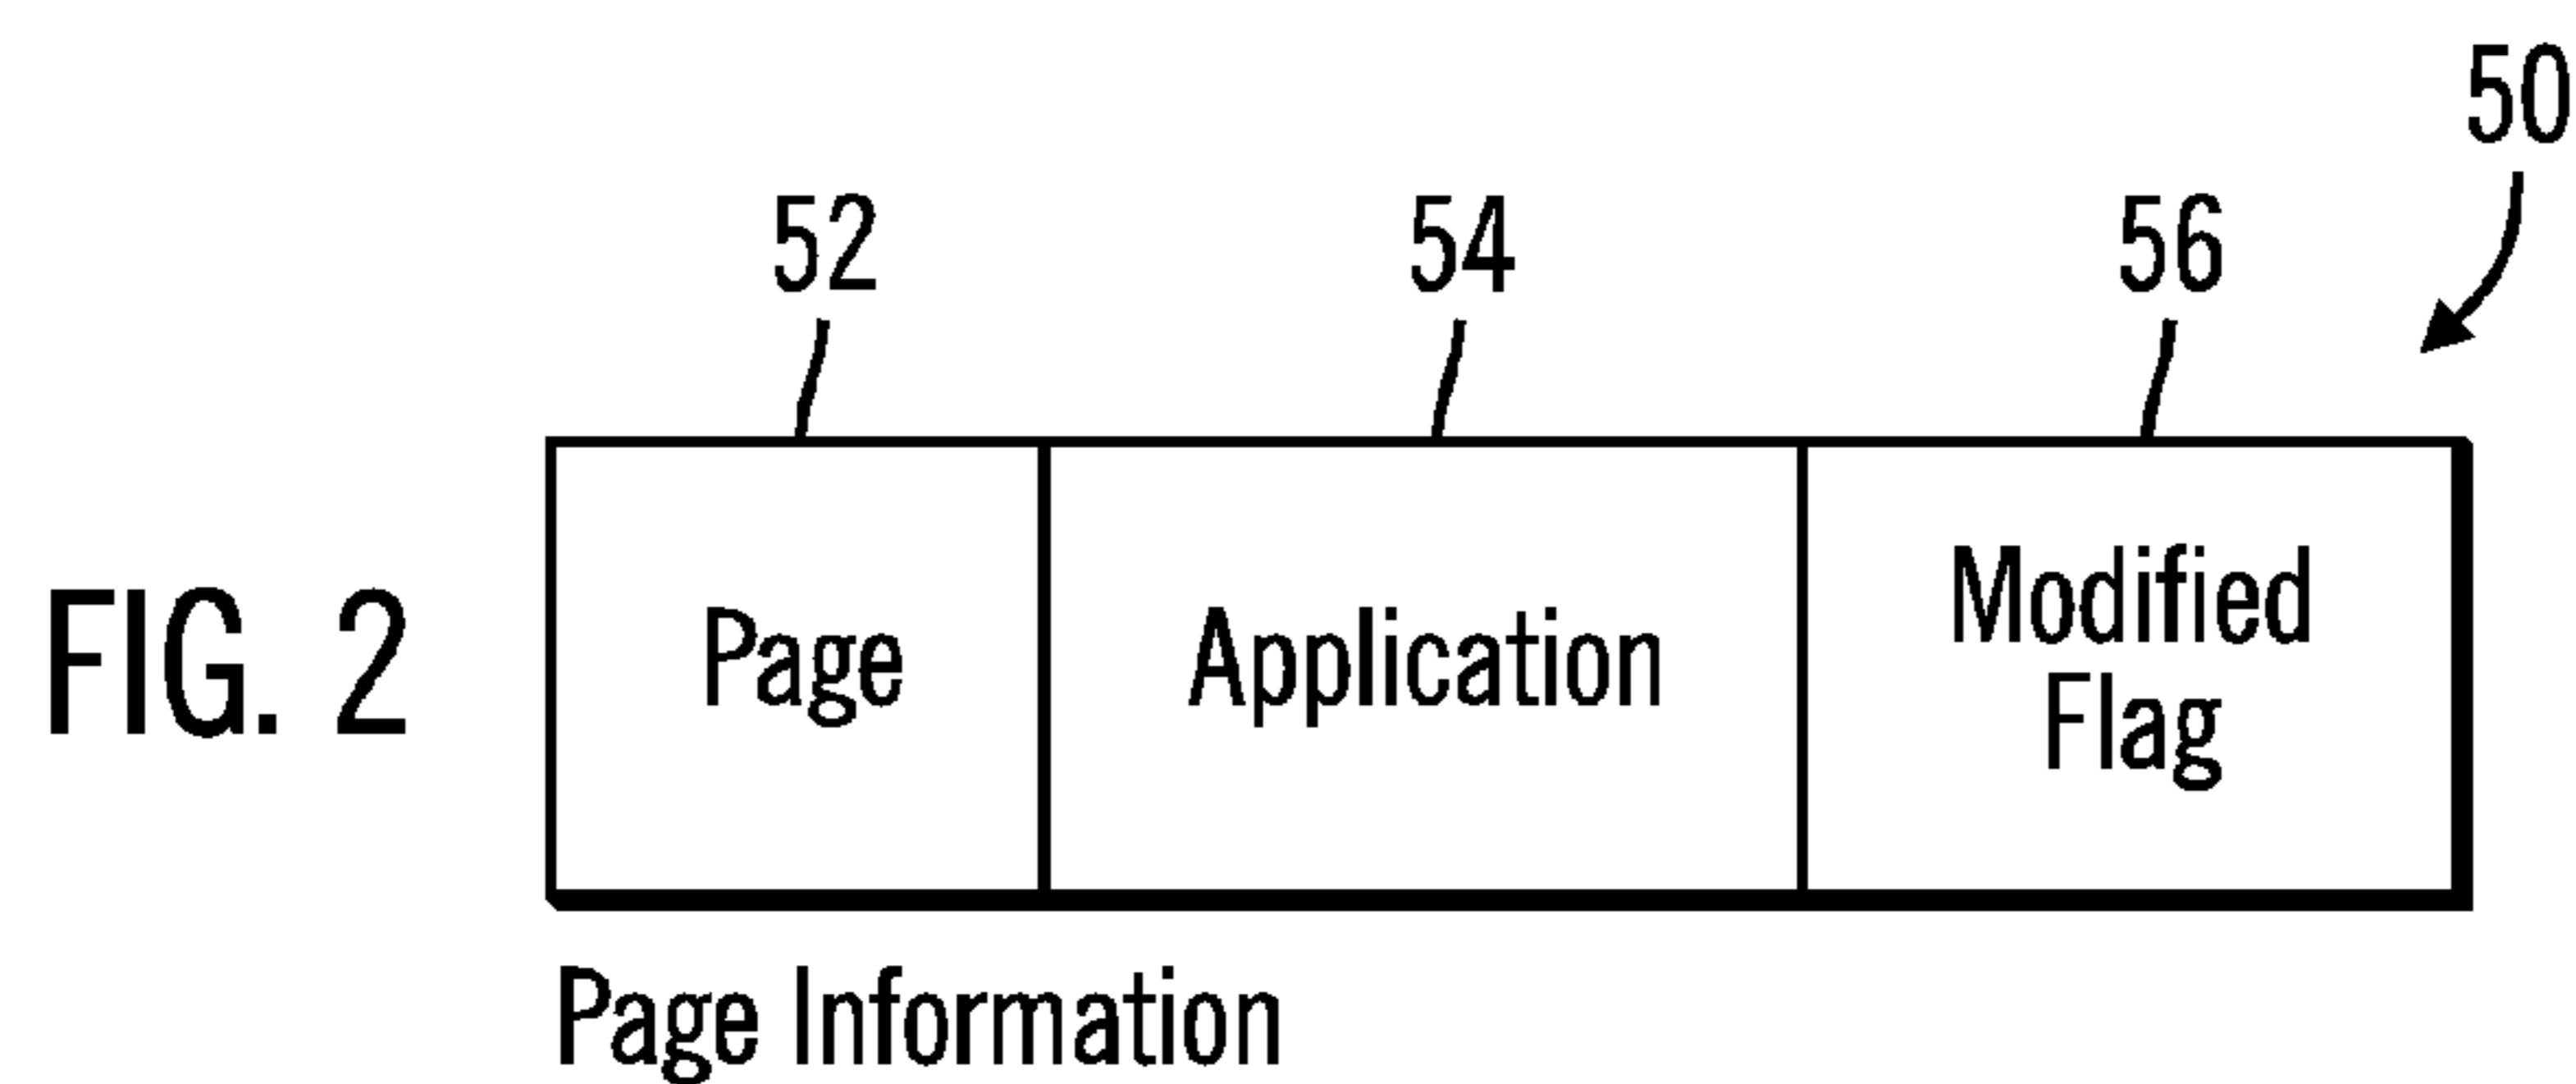 50
52 54 56
FIG. 2
Page Application Modified
Flag
Page Information